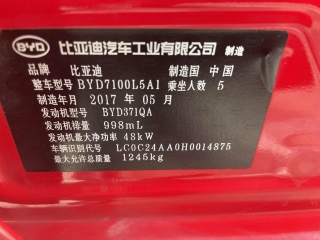 BYD 比亚迪汽车工业有限公司 制造
品牌 比亚迪 制造国 中国
整车型号 BYD7100L5A1 乘坐人数 5
制造年月 2017 年 05 月
发动机型号 BYD371QA
发动机排量 998mL
发动机最大净功率 48kW
车辆识别代号 LC0C24AA0H0014875
最大允许总质量 1245kg